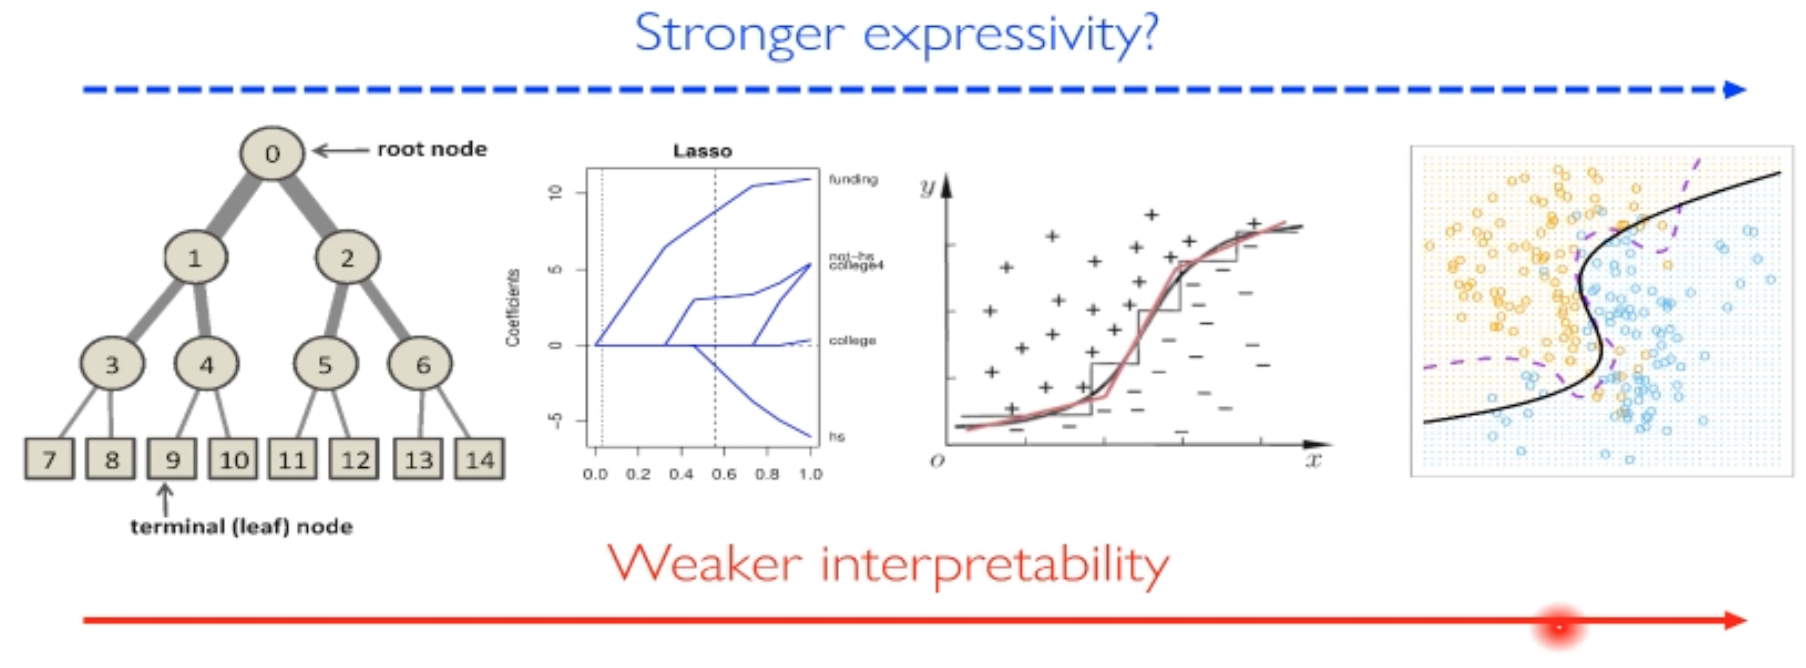 Stronger expressivity?
0
root node
1
2
3
4
5
6
7
8
9
10
11
12
13
14
terminal (leaf) node
Lasso
Coefficients
10
5
0
-5
0.0 0.2 0.4 0.6 0.8 1.0
funding
not-hs
college4
college
hs
y
o
x
Weaker interpretability